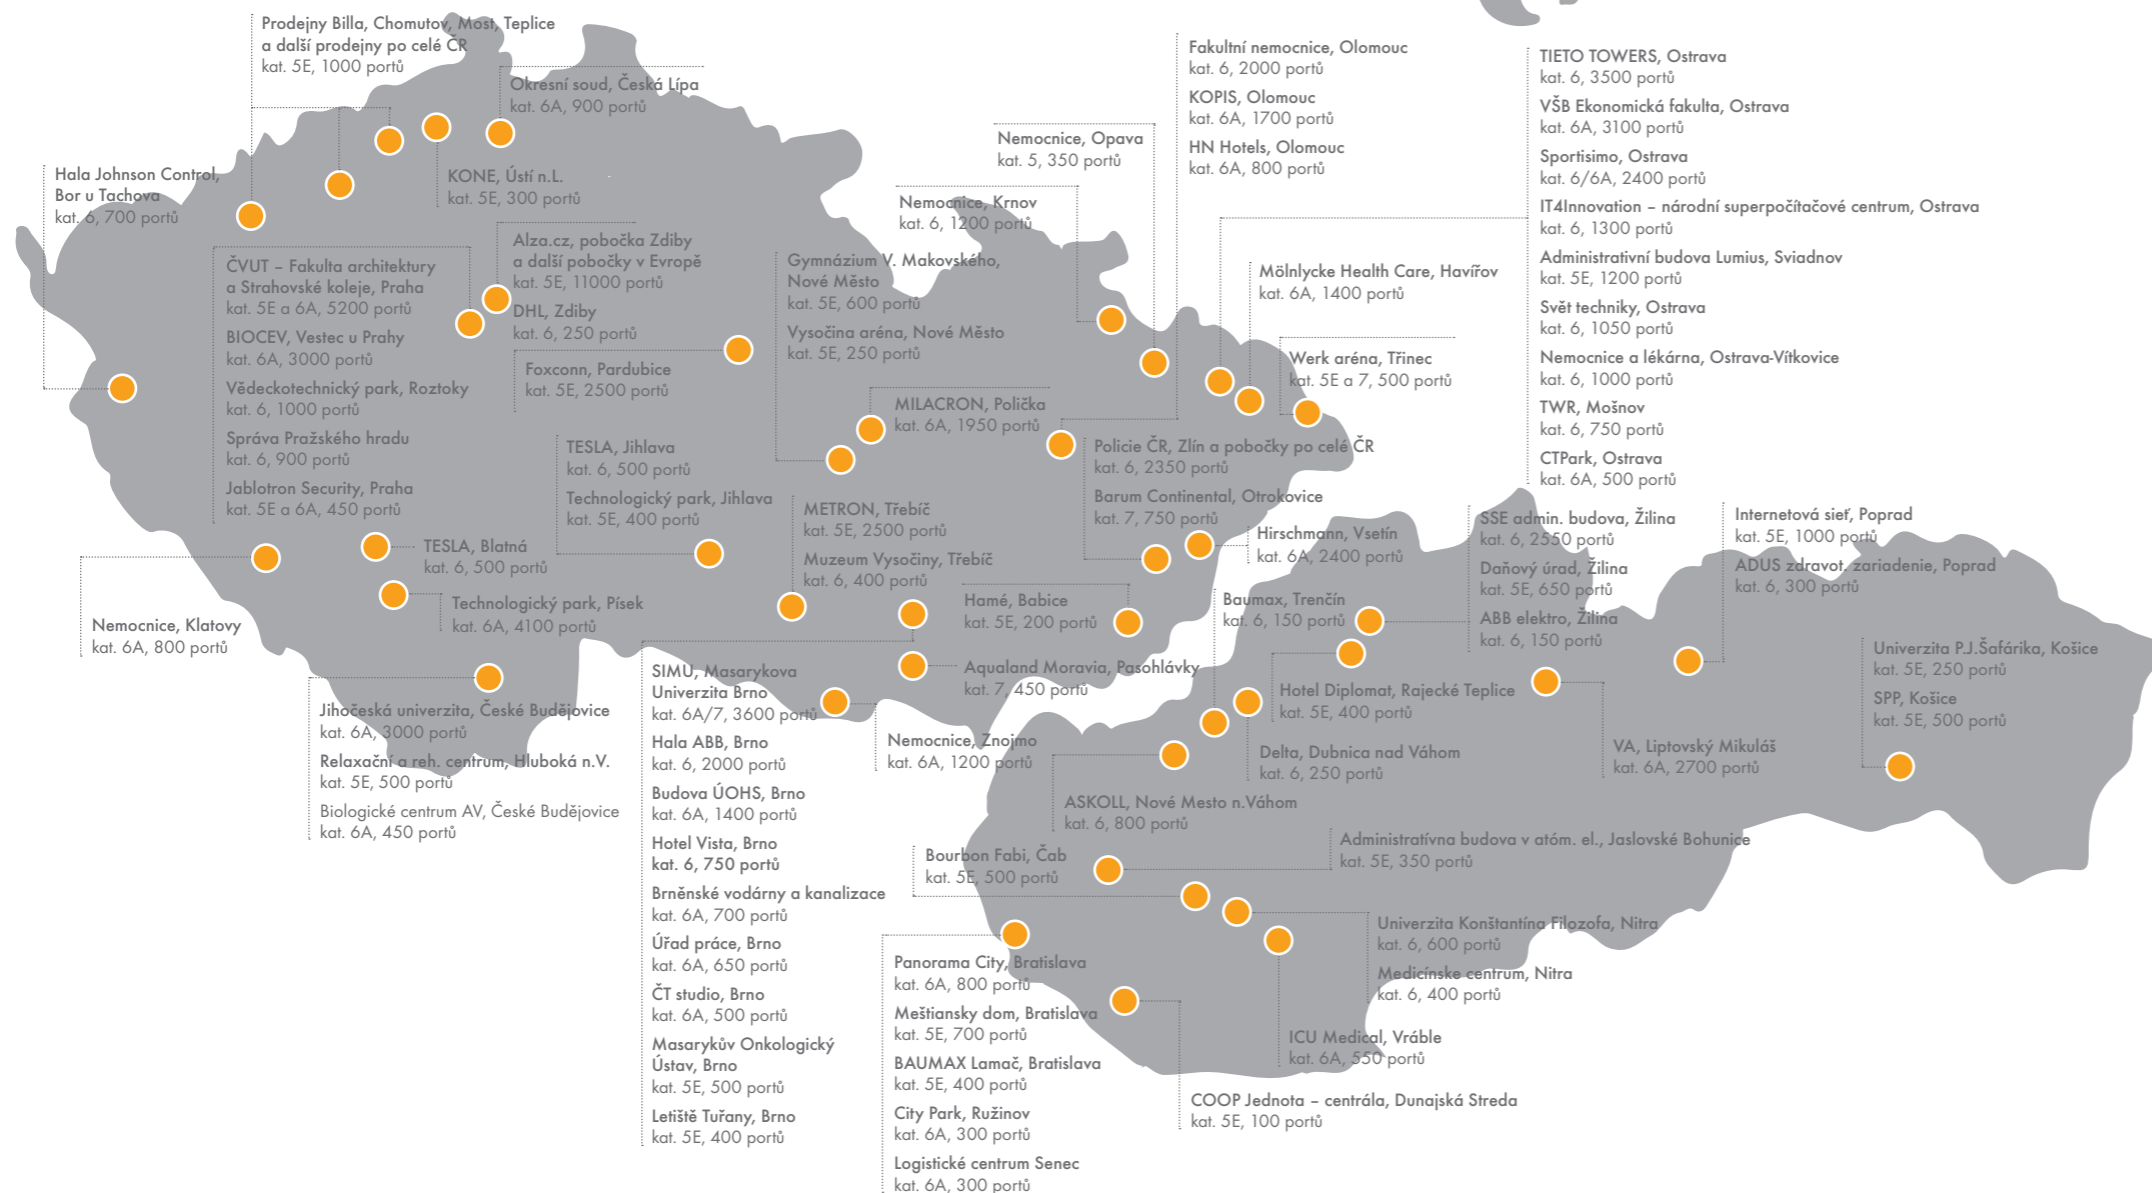 Prodejny Billa, Chomutov, Most, Teplice
a další prodejny po celé ČR
kat. 5E, 1000 portů
Okresní soud, Česká Lípa
kat. 6A, 900 portů
Hala Johnson Control,
Bor u Tachova
kat. 6, 700 portů
KONE, Ústí n.L.
kat. 5E, 300 portů
ČVUT – Fakulta architektury
a Strahovské koleje, Praha
kat. 5E a 6A, 5200 portů
BIOCEV, Vestec u Prahy
kat. 6A, 3000 portů
Vědeckotechnický park, Roztoky
kat. 6, 1000 portů
Správa Pražského hradu
kat. 6, 900 portů
Jablotron Security, Praha
kat. 5E a 6A, 450 portů
Alza.cz, pobočka Zdiby
a další pobočky v Evropě
kat. 5E, 11000 portů
DHL, Zdiby
kat. 6, 250 portů
Foxconn, Pardubice
kat. 5E, 2500 portů
Gymnázium V. Makovského,
Nové Město
kat. 5E, 600 portů
Vysočina aréna, Nové Město
kat. 5E, 250 portů
MILACRON, Polička
kat. 6A, 1950 portů
Nemocnice, Krnov
kat. 6, 1200 portů
Nemocnice, Opava
kat. 5, 350 portů
Fakultní nemocnice, Olomouc
kat. 6, 2000 portů
KOPIS, Olomouc
kat. 6A, 1700 portů
HN Hotels, Olomouc
kat. 6A, 800 portů
Mölnlycke Health Care, Havířov
kat. 6A, 1400 portů
Werk aréna, Třinec
kat. 5E a 7, 500 portů
TIETO TOWERS, Ostrava
kat. 6, 3500 portů
VŠB Ekonomická fakulta, Ostrava
kat. 6A, 3100 portů
Sportisimo, Ostrava
kat. 6/6A, 2400 portů
IT4Innovation – národní superpočítačové centrum, Ostrava
kat. 6, 1300 portů
Administrativní budova Lumius, Sviadnov
kat. 5E, 1200 portů
Svět techniky, Ostrava
kat. 6, 1050 portů
Nemocnice a lékárna, Ostrava-Vítkovice
kat. 6, 1000 portů
TWR, Mošnov
kat. 6, 750 portů
CTPark, Ostrava
kat. 6A, 500 portů
TESLA, Jihlava
kat. 6, 500 portů
Technologický park, Jihlava
kat. 5E, 400 portů
METRON, Třebíč
kat. 5E, 2500 portů
Muzeum Vysočiny, Třebíč
kat. 6, 400 portů
Policie ČR, Zlín a pobočky po celé ČR
kat. 6, 2350 portů
Barum Continental, Otrokovice
kat. 7, 750 portů
Hirschmann, Vsetín
kat. 6A, 2400 portů
Hamé, Babice
kat. 5E, 200 portů
TESLA, Blatná
kat. 6, 500 portů
Technologický park, Písek
kat. 6A, 4100 portů
Nemocnice, Klatovy
kat. 6A, 800 portů
Jihočeská univerzita, České Budějovice
kat. 6A, 3000 portů
Relaxační a reh. centrum, Hluboká n.V.
kat. 5E, 500 portů
Biologické centrum AV, České Budějovice
kat. 6A, 450 portů
SIMU, Masarykova
Univerzita Brno
kat. 6A/7, 3600 portů
Hala ABB, Brno
kat. 6, 2000 portů
Budova ÚOHS, Brno
kat. 6A, 1400 portů
Hotel Vista, Brno
kat. 6, 750 portů
Brněnské vodárny a kanalizace
kat. 6A, 700 portů
Úřad práce, Brno
kat. 6A, 650 portů
ČT studio, Brno
kat. 6A, 500 portů
Masarykův Onkologický
Ústav, Brno
kat. 5E, 500 portů
Letiště Tuřany, Brno
kat. 5E, 400 portů
Aqualand Moravia, Pasohlávky
kat. 7, 450 portů
Nemocnice, Znojmo
kat. 6A, 1200 portů
Baumax, Trenčín
kat. 6, 150 portů
SSE admin. budova, Žilina
kat. 6, 2550 portů
Daňový úrad, Žilina
kat. 5E, 650 portů
ABB elektro, Žilina
kat. 6, 150 portů
Internetová sieť, Poprad
kat. 5E, 1000 portů
ADUS zdravot. zariadenie, Poprad
kat. 6, 300 portů
Univerzita P.J.Šafárika, Košice
kat. 5E, 250 portů
SPP, Košice
kat. 5E, 500 portů
Hotel Diplomat, Rajecké Teplice
kat. 5E, 400 portů
Delta, Dubnica nad Váhom
kat. 6, 250 portů
VA, Liptovský Mikuláš
kat. 6A, 2700 portů
ASKOLL, Nové Mesto n.Váhom
kat. 6, 800 portů
Administratívna budova v atóm. el., Jaslovské Bohunice
kat. 5E, 350 portů
Bourbon Fabi, Čab
kat. 5E, 500 portů
Univerzita Konštantína Filozofa, Nitra
kat. 6, 600 portů
Medicínske centrum, Nitra
kat. 6, 400 portů
ICU Medical, Vráble
kat. 6A, 550 portů
COOP Jednota – centrála, Dunajská Streda
kat. 5E, 100 portů
Panorama City, Bratislava
kat. 6A, 800 portů
Meštiansky dom, Bratislava
kat. 5E, 700 portů
BAUMAX Lamač, Bratislava
kat. 5E, 400 portů
City Park, Ružinov
kat. 6A, 300 portů
Logistické centrum Senec
kat. 6A, 300 portů